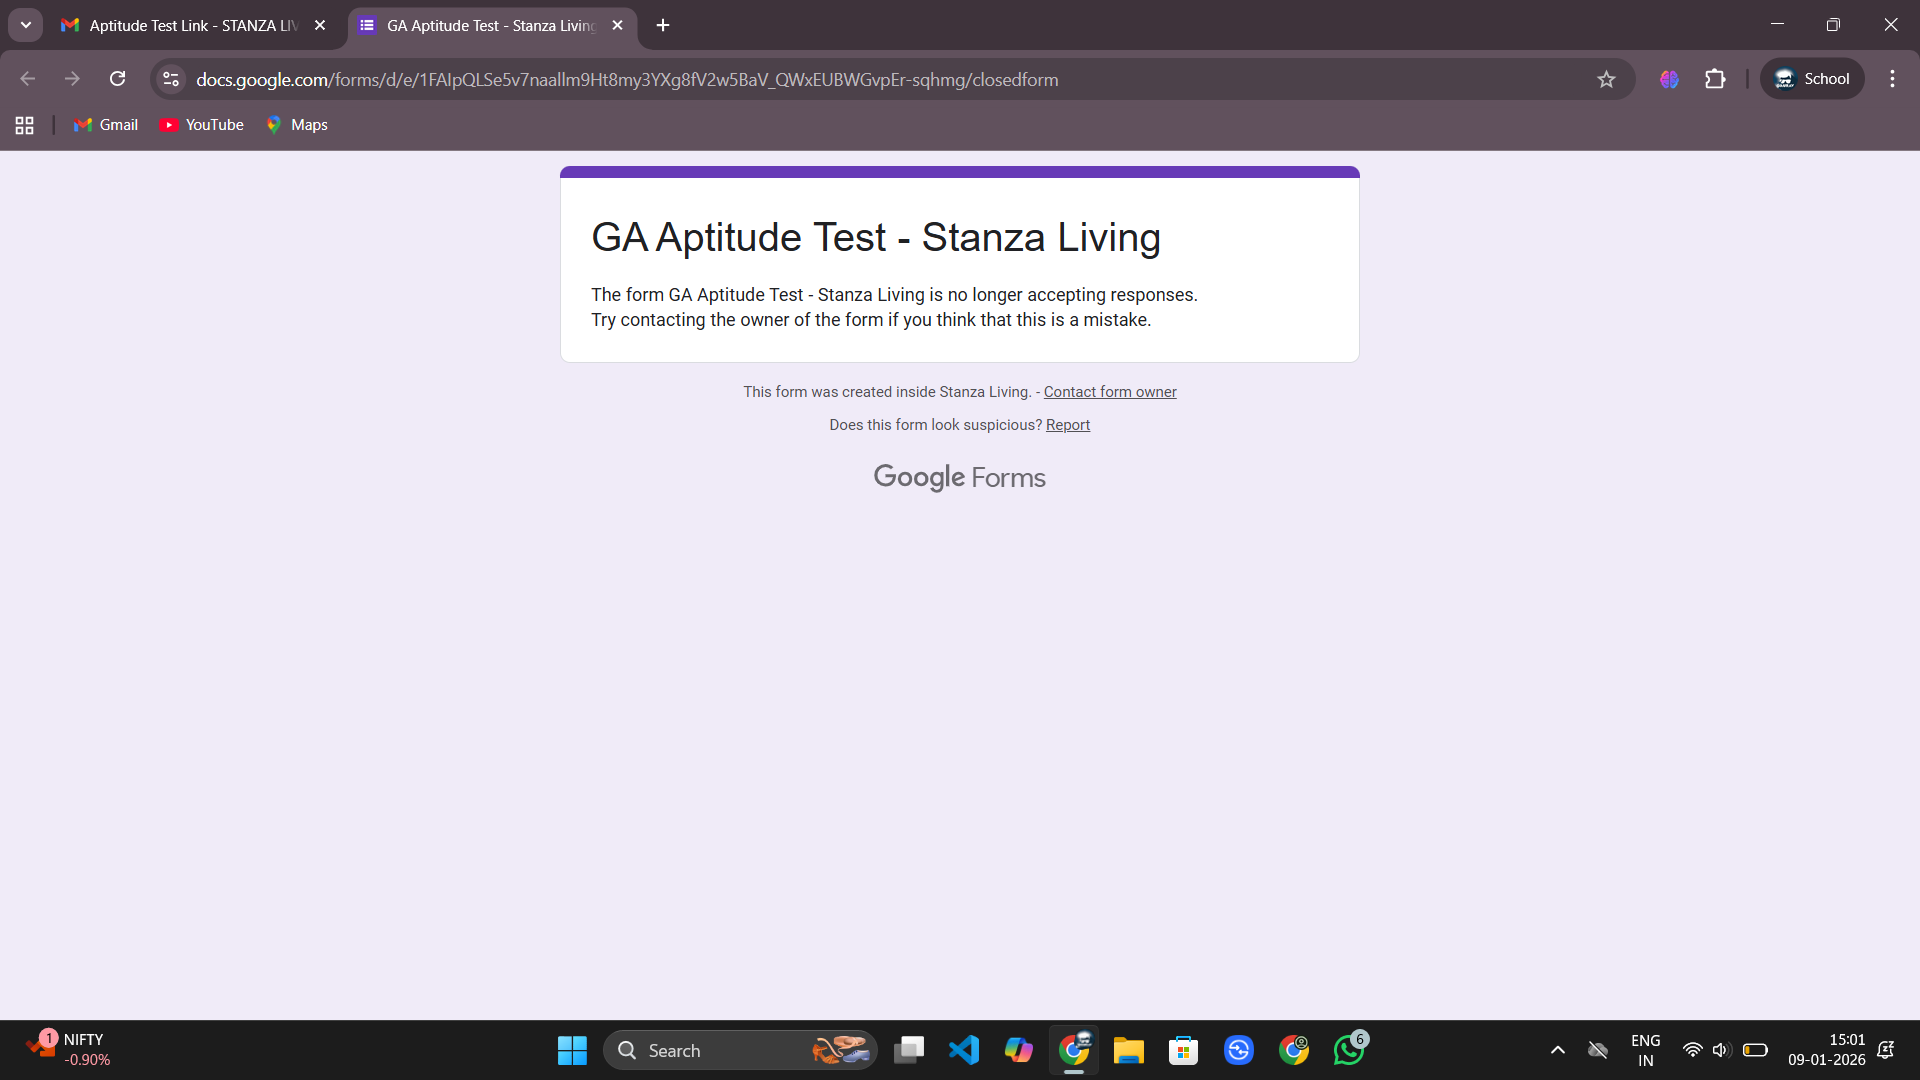 Aptitude Test Link - STANZA LIV
GA Aptitude Test - Stanza Living
docs.google.com/forms/d/e/1FAIpQLSe5v7naallm9Ht8my3YXg8fV2w5BaV_QWxEUBWGvpEr-sqhmg/closedform
School
Gmail
YouTube
Maps
GA Aptitude Test - Stanza Living
The form GA Aptitude Test - Stanza Living is no longer accepting responses.
Try contacting the owner of the form if you think that this is a mistake.
This form was created inside Stanza Living. - Contact form owner
Does this form look suspicious? Report
Google Forms
1
NIFTY
-0.90%
Search
6
ENG
IN
15:01
09-01-2026